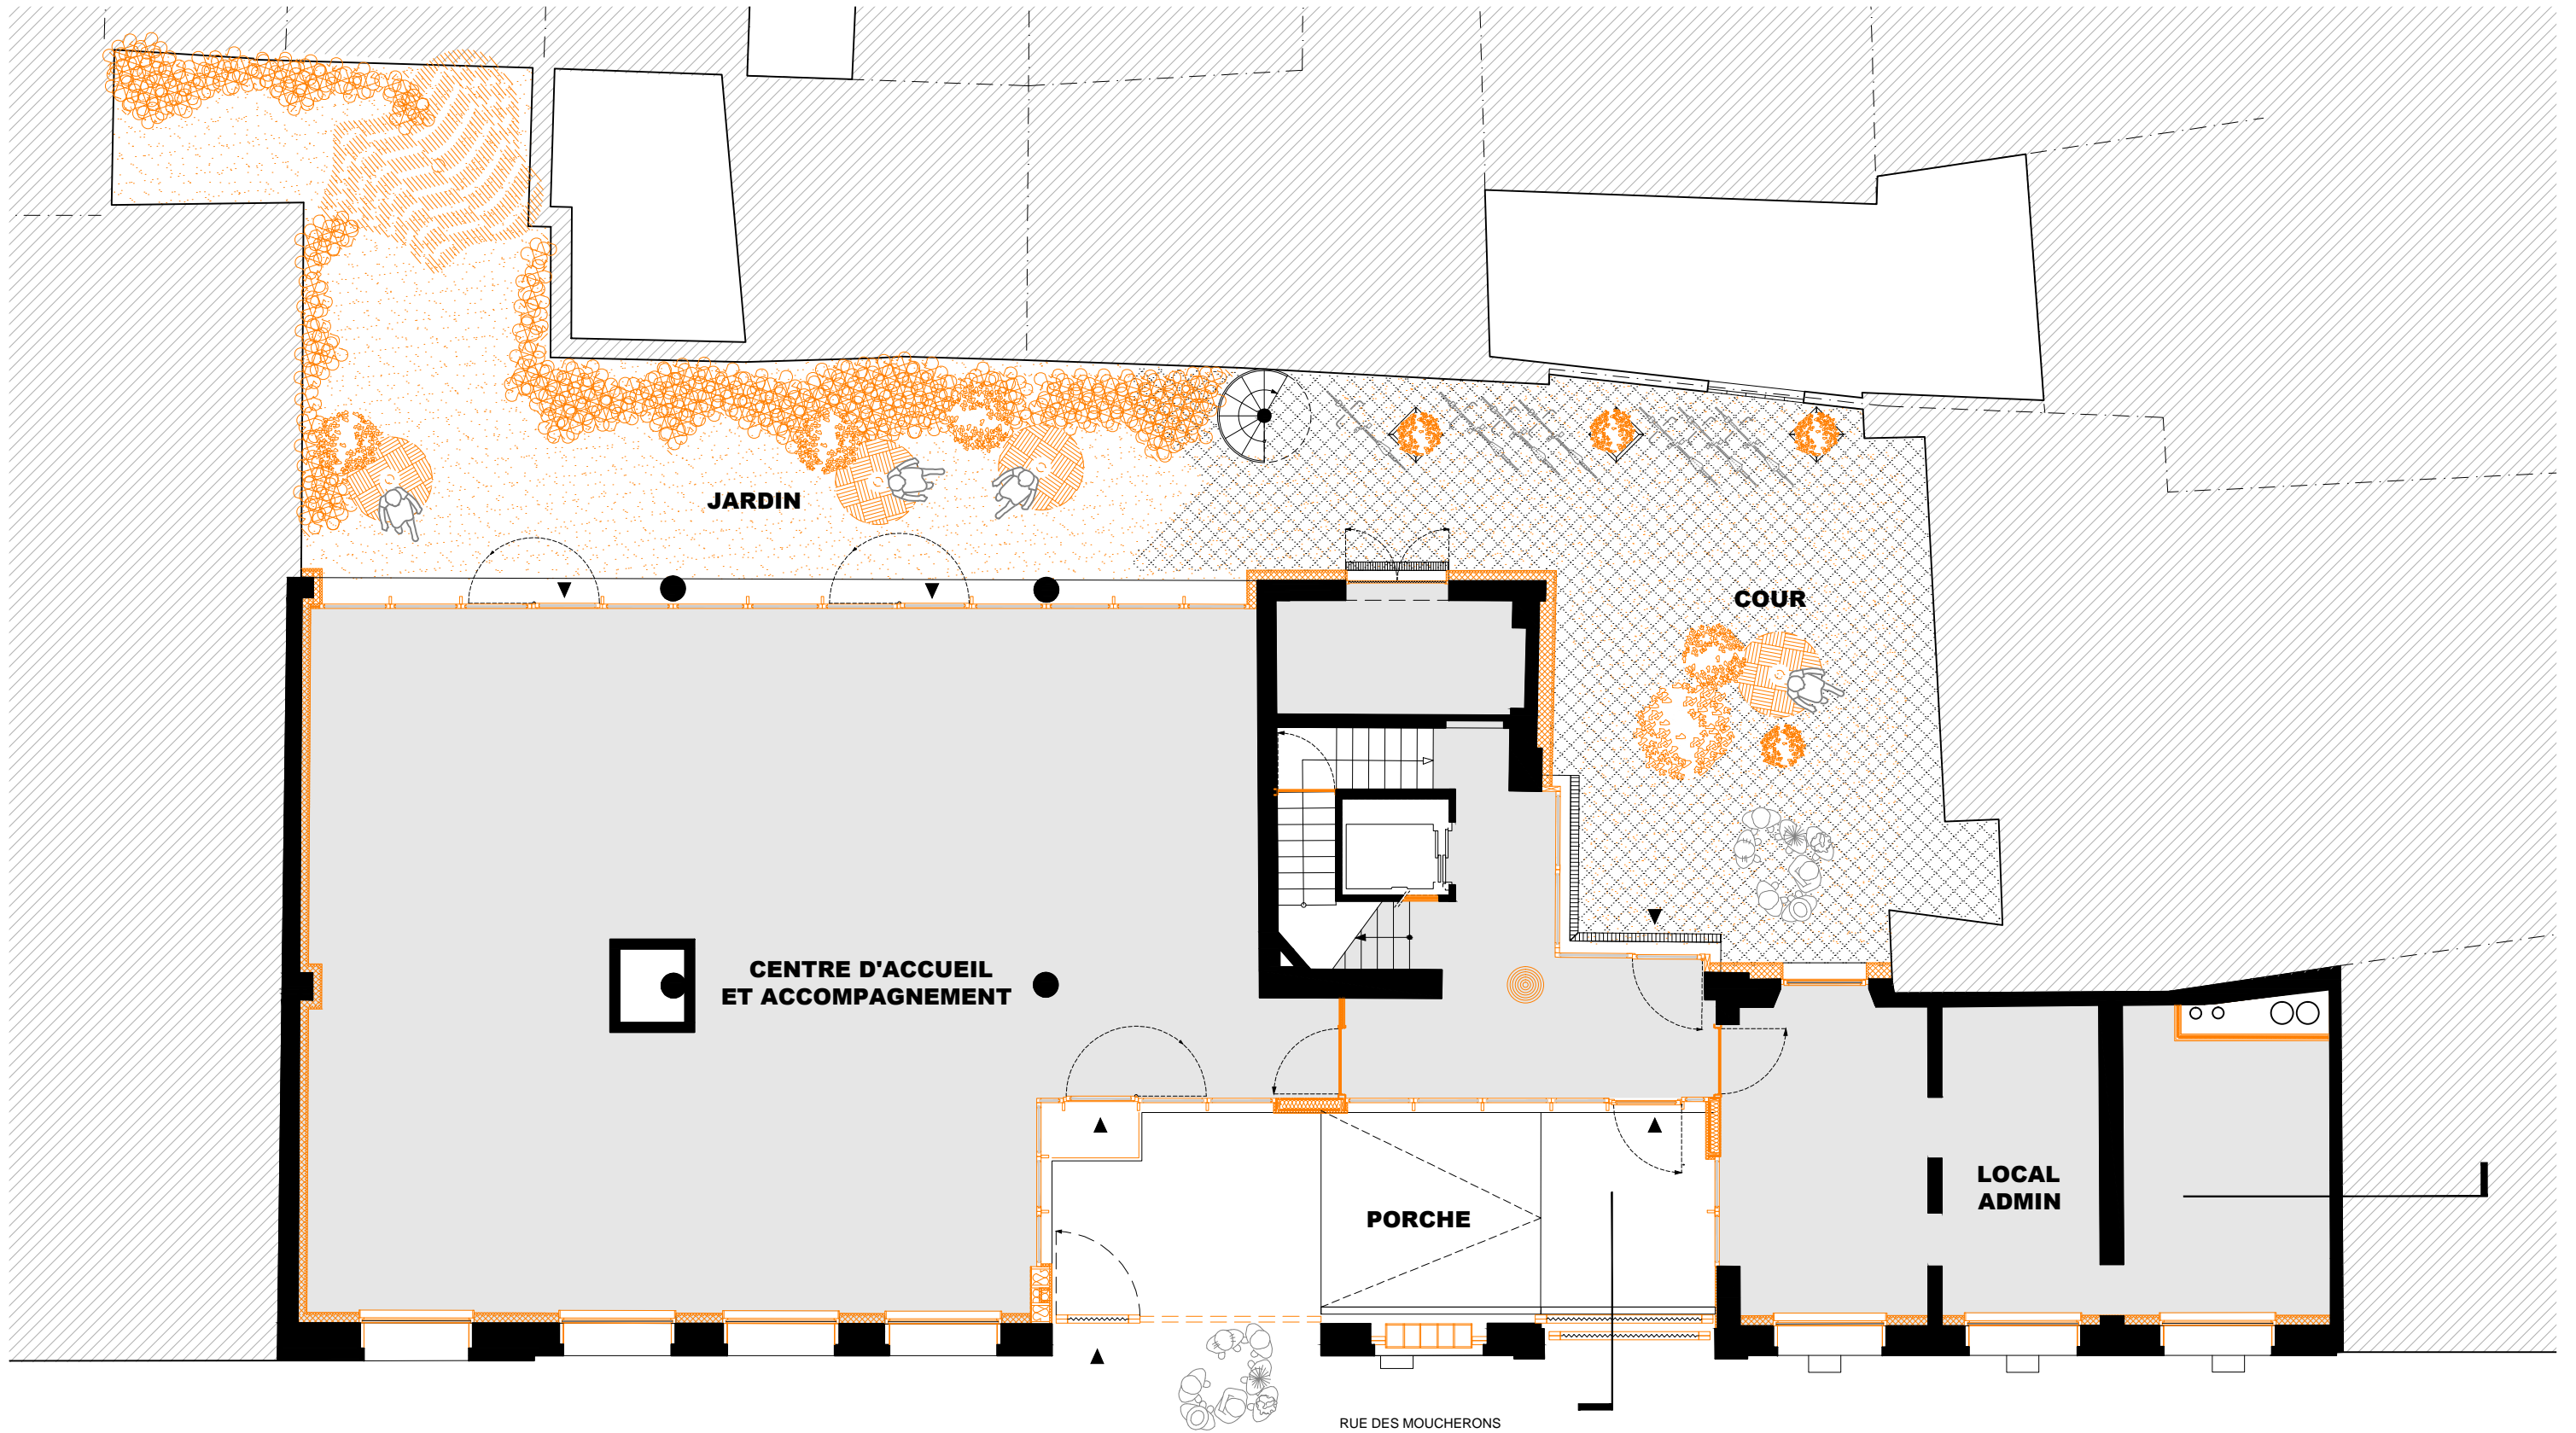 JARDIN
COUR
CENTRE D'ACCUEIL
ET ACCOMPAGNEMENT
LOCAL
ADMIN
PORCHE
RUE DES MOUCHERONS